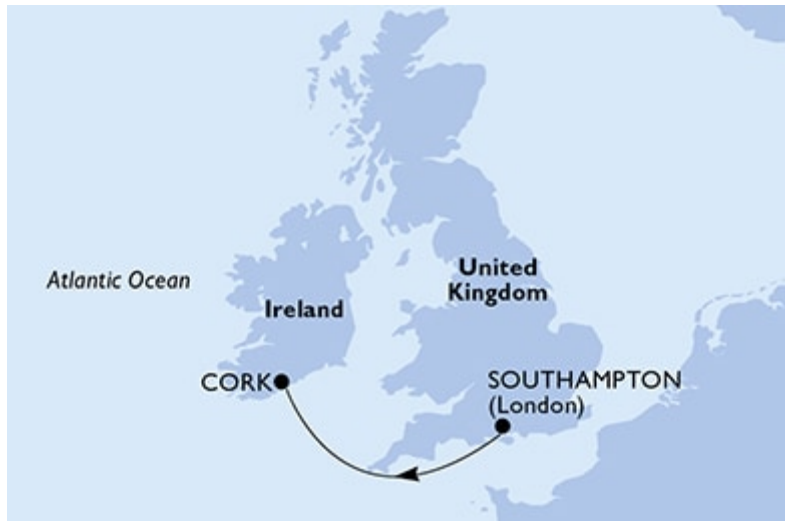 United
Kingdom
Atlantic Ocean
Ireland
CORK
SOUTHAMPTON
(London)